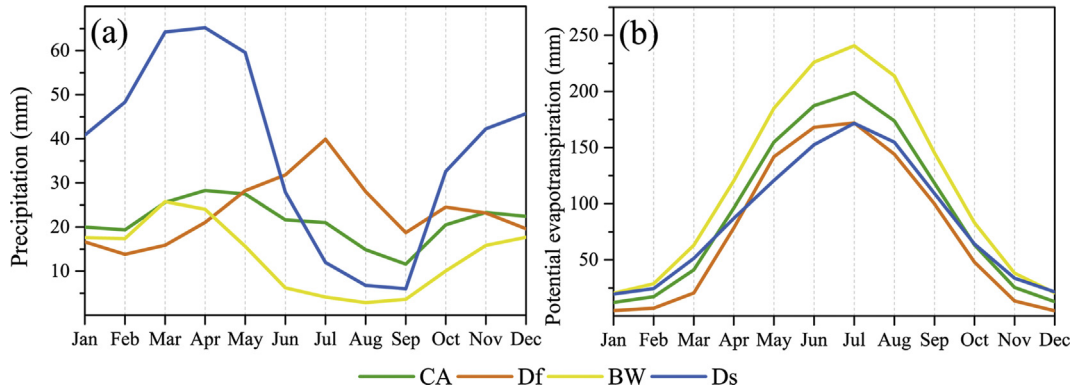 (a)
Precipitation (mm)
60
50
40
30
20
10
Jan Feb Mar Apr May Jun Jul Aug Sep Oct Nov Dec
(b)
Potential evapotranspiration (mm)
250
200
150
100
50
Jan Feb Mar Apr May Jun Jul Aug Sep Oct Nov Dec
CA Df BW Ds